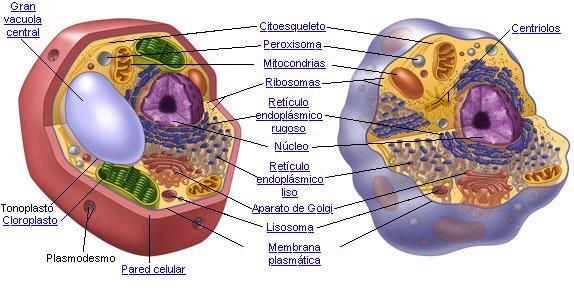 Gran
vacuola
central
Citoesqueleto
Peroxisoma
Mitocondrias
Ribosomas
Retículo
endoplásmico
rugoso
Núcleo
Retículo
endoplásmico
liso
Aparato de Golgi
Lisosoma
Membrana
plasmática
Centriolos
Tonoplasto
Cloroplasto
Plasmodesmo
Pared celular